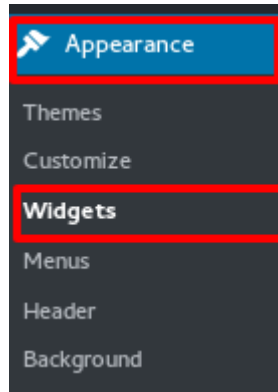 Appearance
Themes
Customize
Widgets
Menus
Header
Background